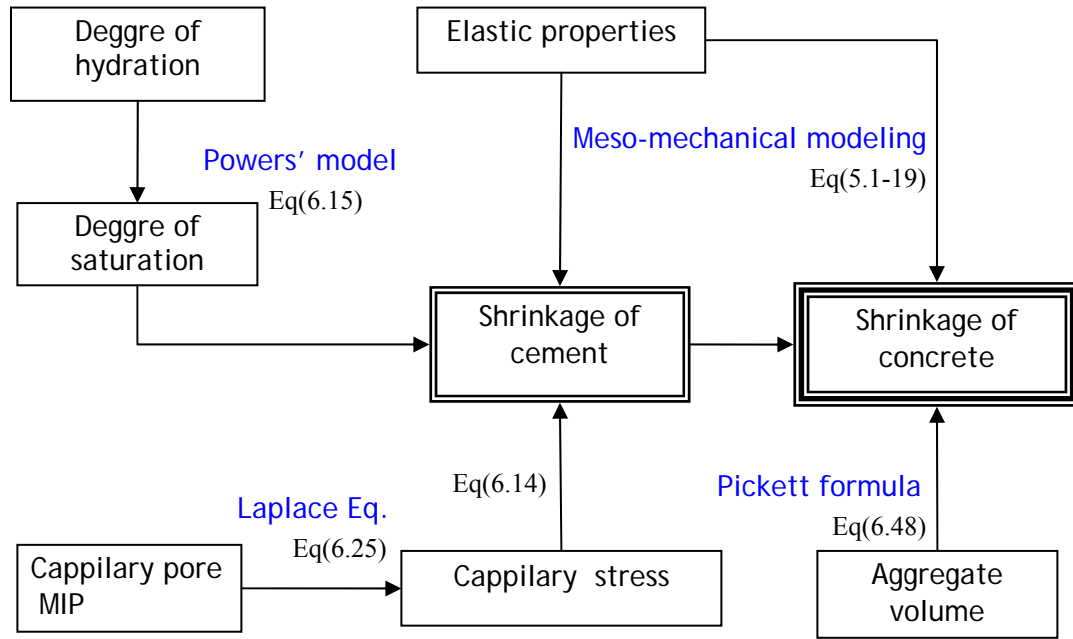 Deggre of
hydration
Elastic properties
Powers' model
Eq(6.15)
Meso-mechanical modeling
Eq(5.1-19)
Deggre of
saturation
Shrinkage of
cement
Shrinkage of
concrete
Eq(6.14)
Laplace Eq.
Eq(6.25)
Pickett formula
Eq(6.48)
Cappilary pore
MIP
Cappilary stress
Aggregate
volume